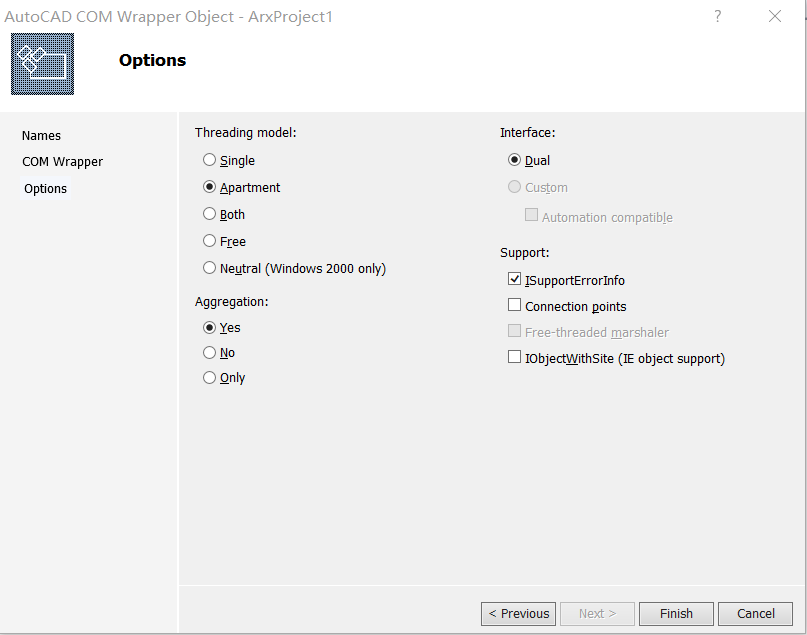 AutoCAD COM Wrapper Object - ArxProject1
?
Options
Names
COM Wrapper
Options
Threading model:
Single
Apartment
Both
Free
Neutral (Windows 2000 only)
Aggregation:
Yes
No
Only
Interface:
Dual
Custom
Automation compatible
Support:
ISupportErrorInfo
Connection points
Free-threaded marshaler
IObjectWithSite (IE object support)
< Previous
Next >
Finish
Cancel